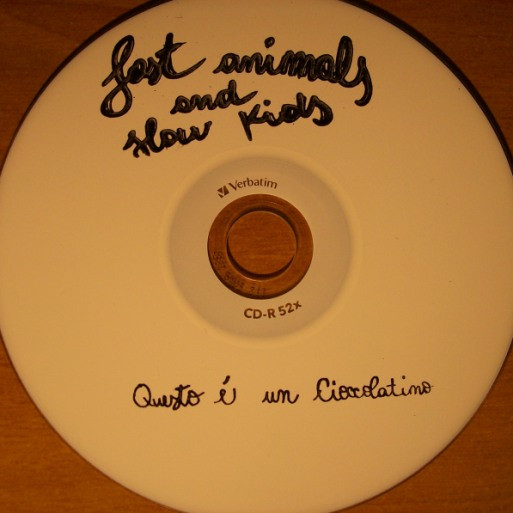 fast animals
and
slow kids
Verbatim
CD-R 52x
Questo é un Cioccolatino